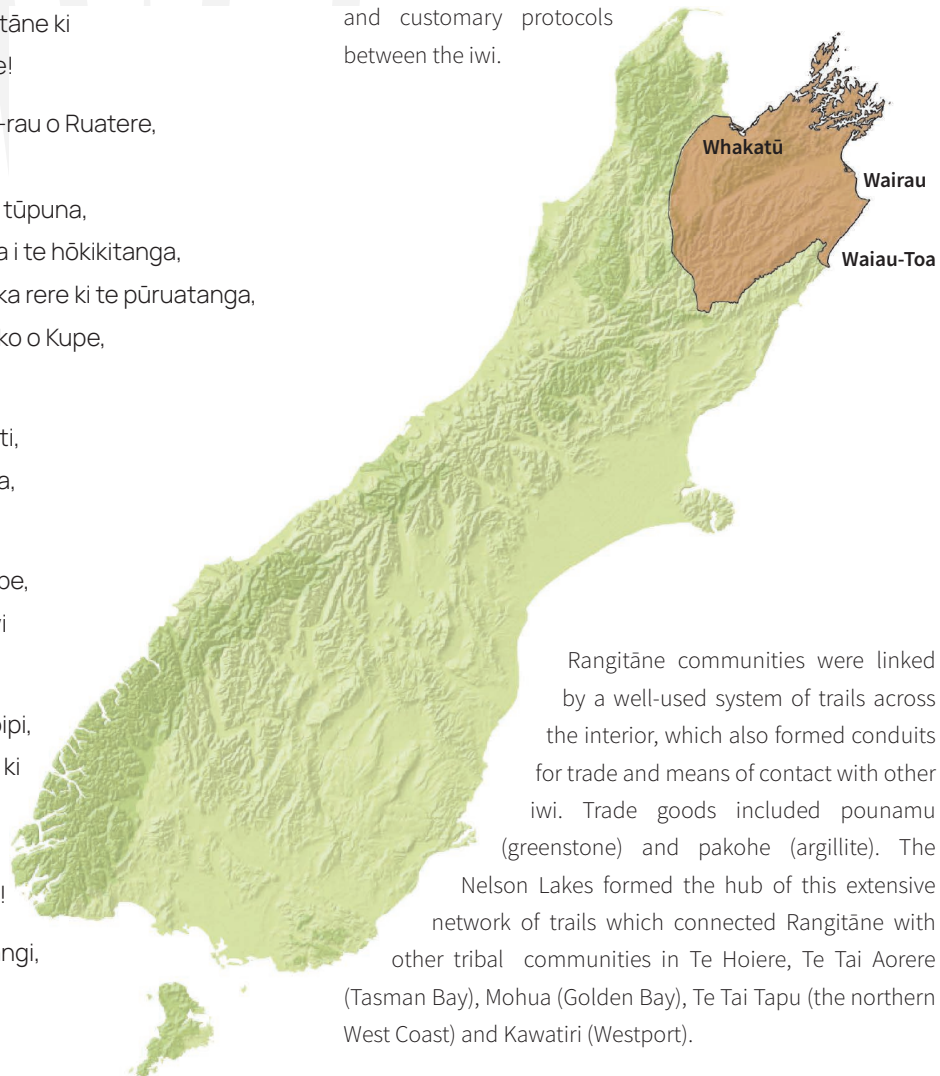 tāne ki
e!
-rau o Ruatere,
tūpuna,
a i te hōkikitanga,
ka rere ki te pūruatanga,
ko o Kupe,
ti,
a,
pe,
vi
pipi,
ki
!
ngi,
and customary protocols
between the iwi.
Whakatū
Wairau
Waiau-Toa
Rangitāne communities were linked
by a well-used system of trails across
the interior, which also formed conduits
for trade and means of contact with other
iwi. Trade goods included pounamu
(greenstone) and pakohe (argillite). The
Nelson Lakes formed the hub of this extensive
network of trails which connected Rangitāne with
other tribal communities in Te Hoiere, Te Tai Aorere
(Tasman Bay), Mohua (Golden Bay), Te Tai Tapu (the northern
West Coast) and Kawatiri (Westport).